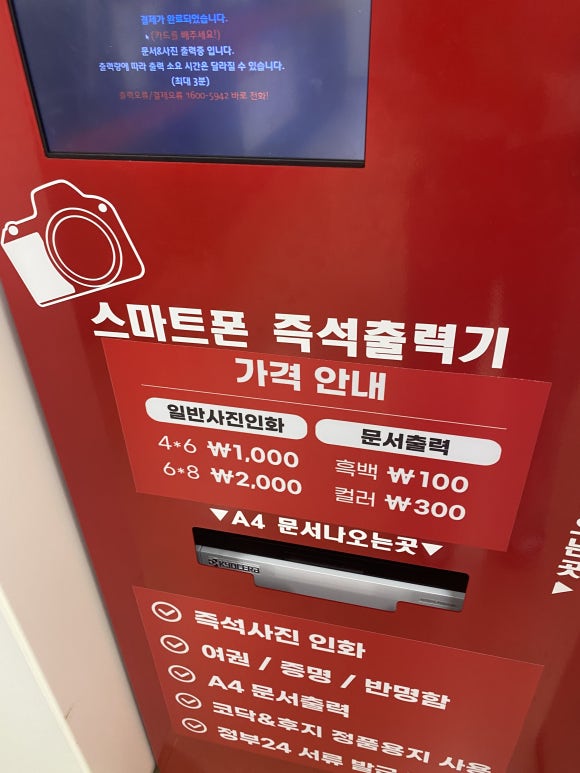 결제가 완료되었습니다.
(카드를 빼주세요!)
문서&사진 출력중 입니다.
출력량에 따라 출력 소요 시간은 달라질 수 있습니다.
(최대 3분)
출력오류/결제오류 1600-5942 바로 전화!
스마트폰 즉석출력기
가격 안내
일반사진인화
4*6 ₩1,000
6*8 ₩2,000
문서출력
흑백 ₩100
컬러 ₩300
▼A4 문서나오는곳▼
KYOCERA
즉석사진 인화
여권 / 증명 / 반명함
A4 문서출력
코닥&후지 정품용지 사용
정부24 서류 발급